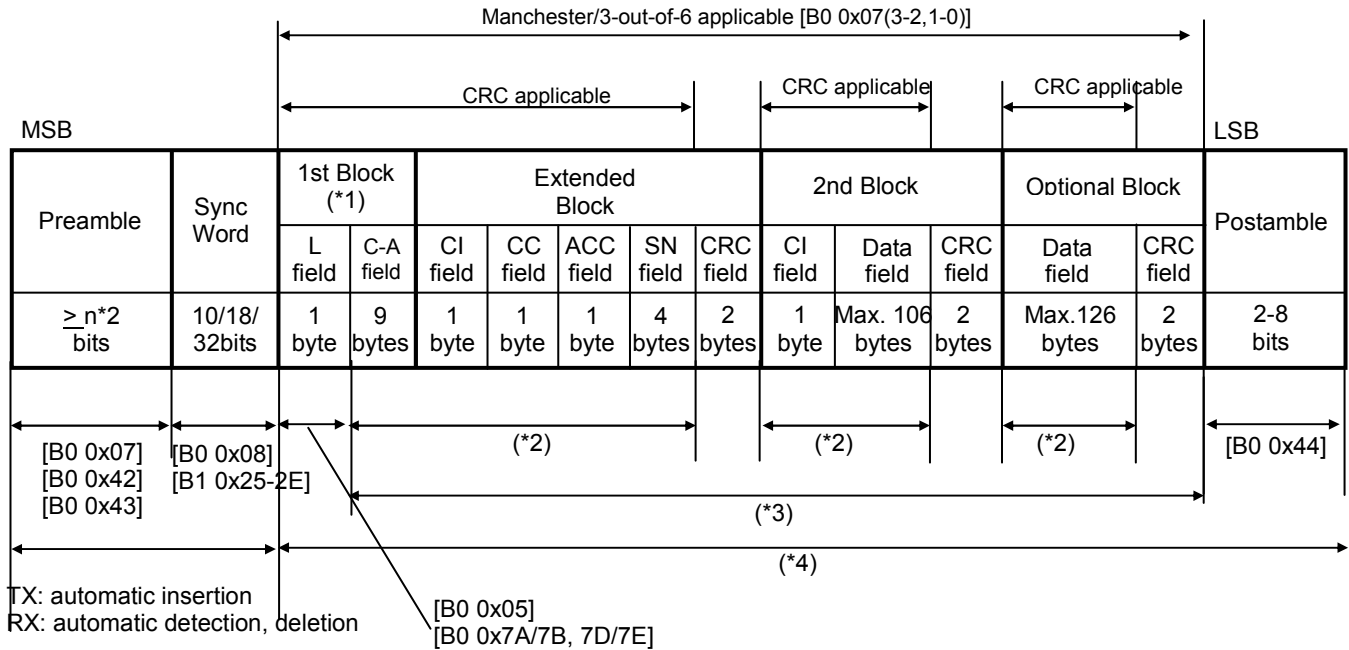 Manchester/3-out-of-6 applicable [B0 0x07(3-2,1-0)]
CRC applicable
CRC applicable
CRC applicable
MSB
LSB
Preamble
Sync
Word
1st Block
(*1)
Extended
Block
2nd Block
Optional Block
Postamble
L
field
C-A
field
CI
field
CC
field
ACC
field
SN
field
CRC
field
CI
field
Data
field
CRC
field
Data
field
CRC
field
> n*2
bits
10/18/
32bits
1
byte
9
bytes
1
byte
1
byte
1
byte
4
bytes
2
bytes
1
byte
Max. 106
bytes
2
bytes
Max.126
bytes
2
bytes
2-8
bits
[B0 0x07]
[B0 0x42]
[B0 0x43]
[B0 0x08]
[B1 0x25-2E]
(*2)
(*2)
(*2)
[B0 0x44]
(*3)
(*4)
TX: automatic insertion
RX: automatic detection, deletion
[B0 0x05]
[B0 0x7A/7B, 7D/7E]